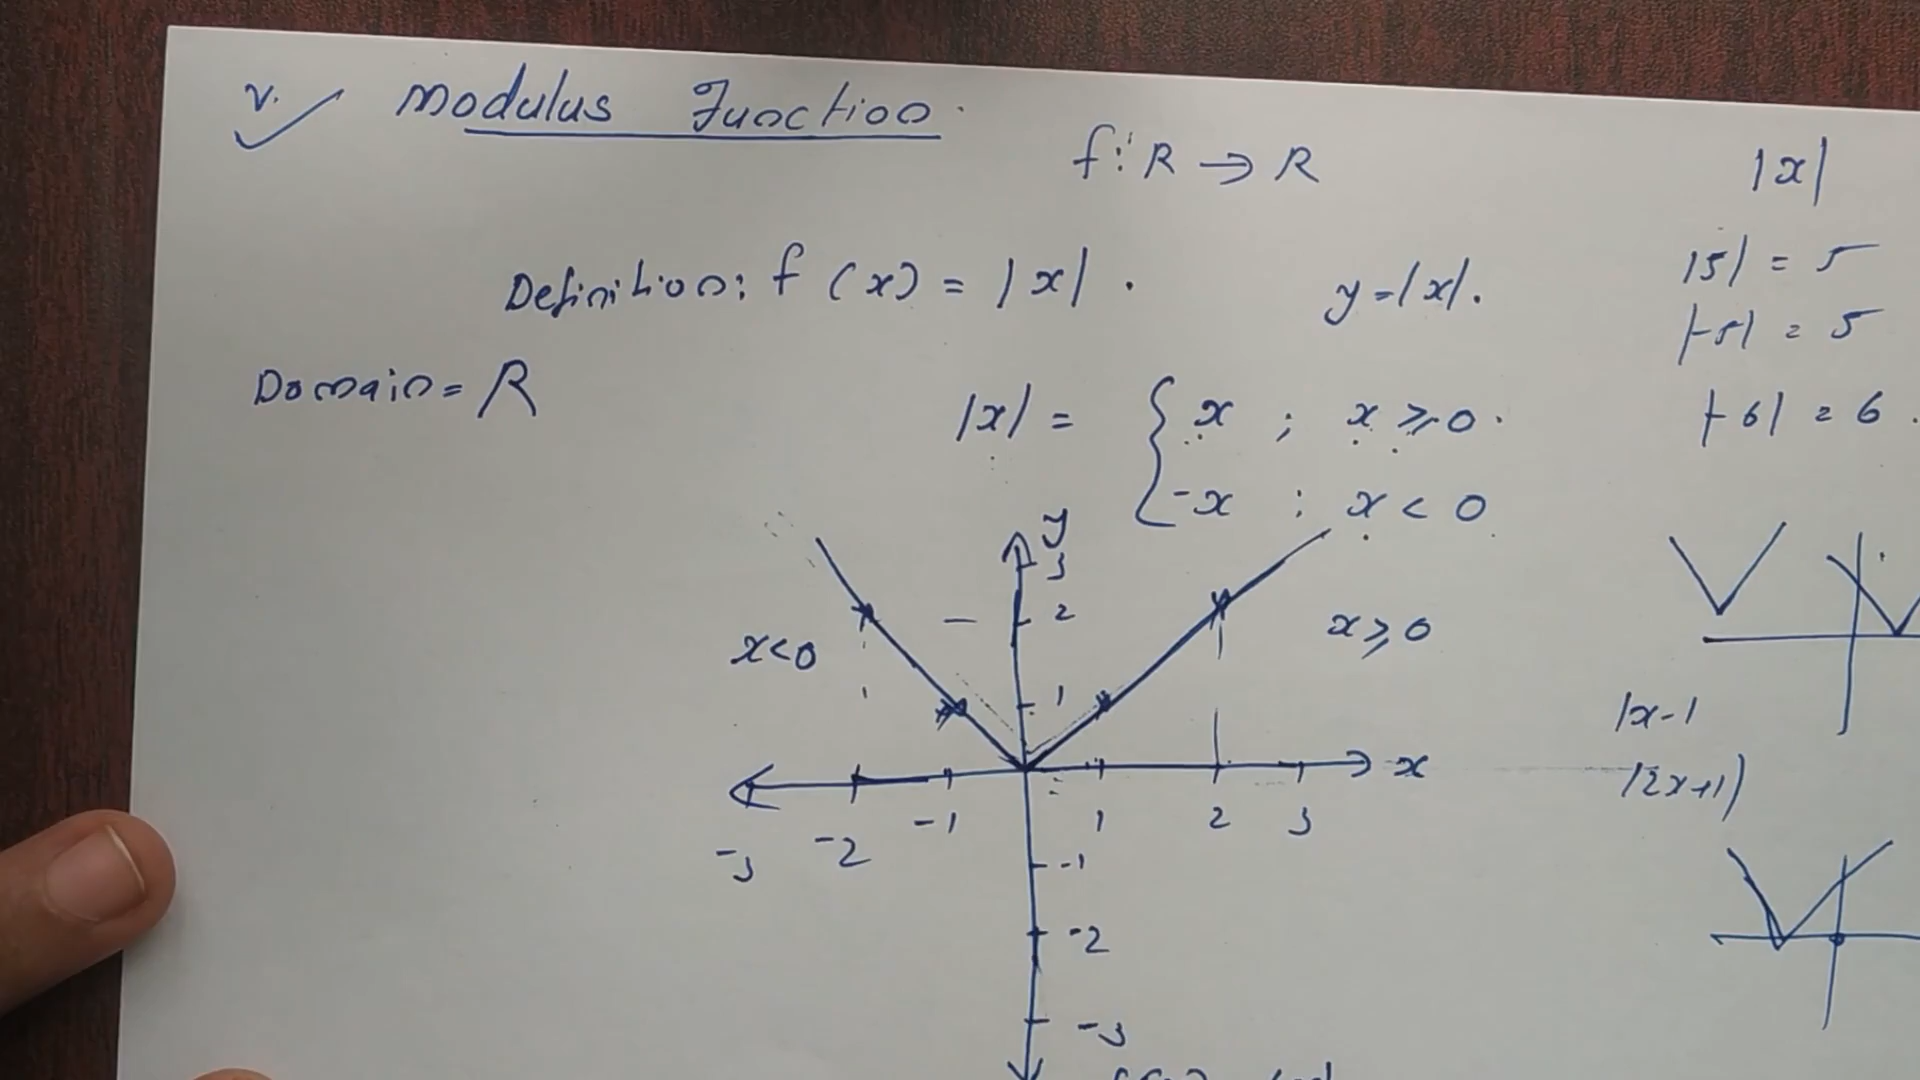 v. Modulus Function.
f: R → R
|x|
|5| = 5
|-5| = 5
|-6| = 6.
Definition: f(x) = |x|.
y=|x|.
Domain = R
|x| = { x ; x ≥ 0.
-x : x < 0
y
3
2
1
x<0
x≥0
x
-3 -2 -1 1 2 3
-1
-2
-3
|x-1
|2x+1)